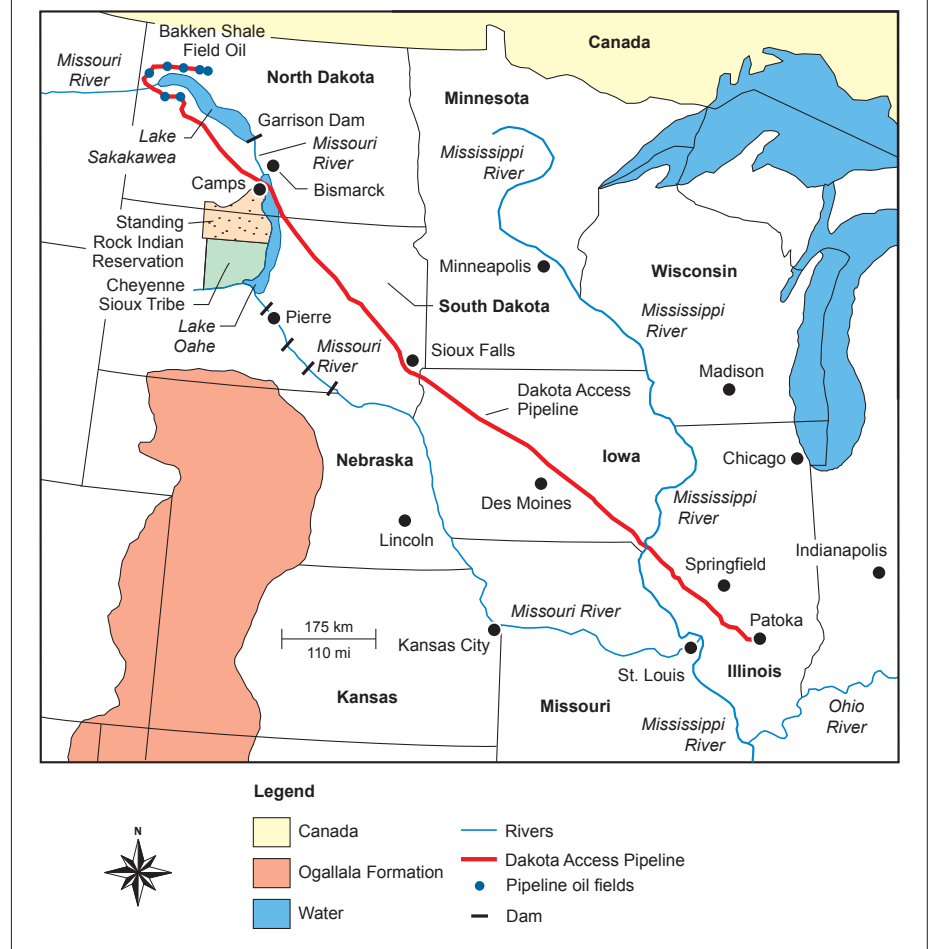 Bakken Shale
Field Oil
Canada
Missouri
River
North Dakota
Minnesota
Garrison Dam
Lake
Sakakawea
Missouri
River
Mississippi
River
Camps
Bismarck
Standing
Rock Indian
Reservation
Cheyenne
Sioux Tribe
Minneapolis
Wisconsin
South Dakota
Mississippi
River
Lake
Oahe
Pierre
Missouri
River
Sioux Falls
Madison
Dakota Access
Pipeline
Nebraska
Iowa
Chicago
Des Moines
Mississippi
River
Lincoln
Springfield
Indianapolis
175 km
110 mi
Missouri River
Patoka
Kansas City
St. Louis
Illinois
Kansas
Missouri
Mississippi
River
Ohio
River
Legend
N
Canada
Ogallala Formation
Water
Rivers
Dakota Access Pipeline
Pipeline oil fields
Dam